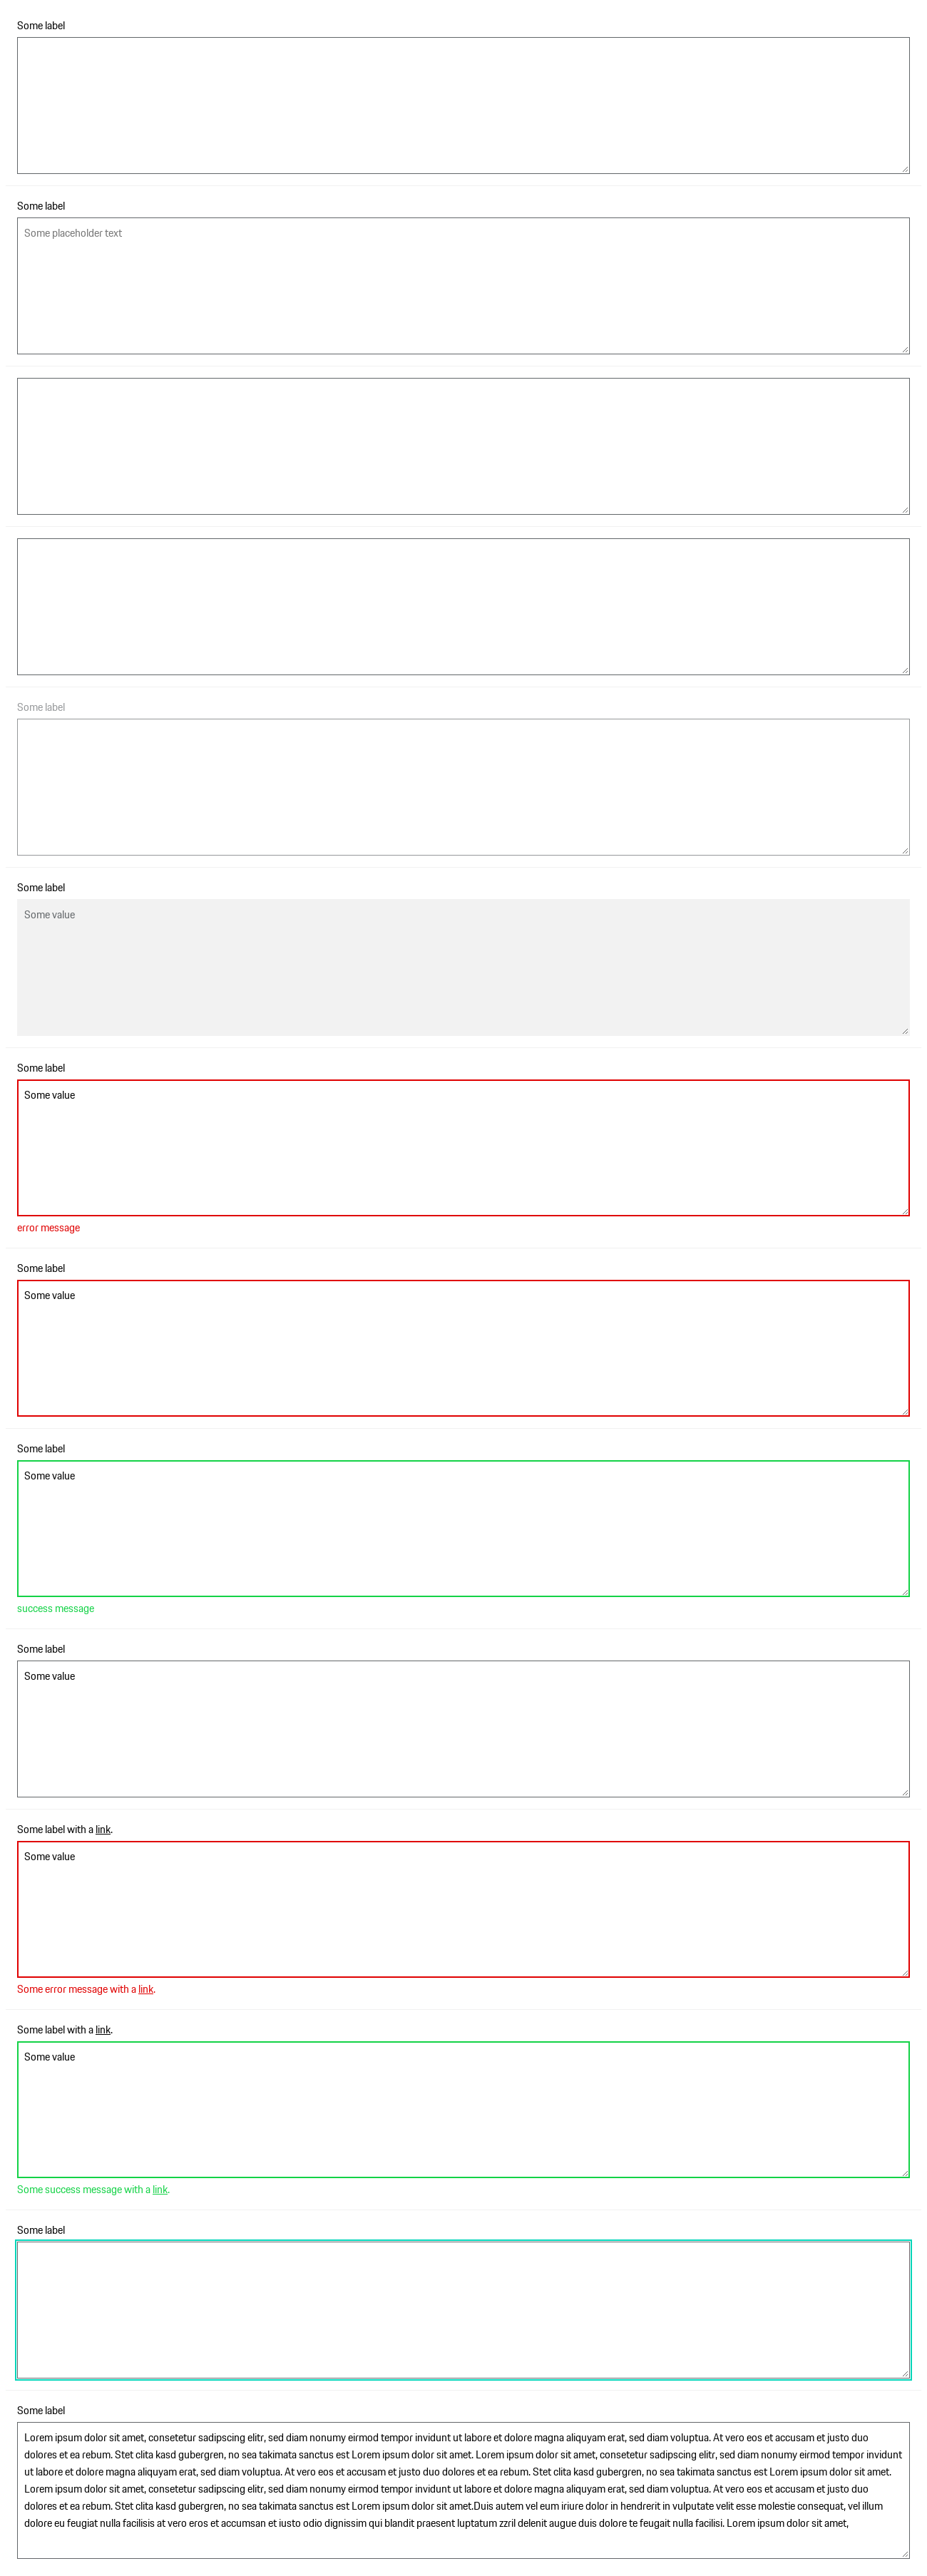 Some label
Some label
Some placeholder text
Some label
Some label
Some value
Some label
Some value
error message
Some label
Some value
Some label
Some value
success message
Some label
Some value
Some label with a link.
Some value
Some error message with a link.
Some label with a link.
Some value
Some success message with a link.
Some label
Some label
Lorem ipsum dolor sit amet, consetetur sadipscing elitr, sed diam nonumy eirmod tempor invidunt ut labore et dolore magna aliquyam erat, sed diam voluptua. At vero eos et accusam et justo duo
dolores et ea rebum. Stet clita kasd gubergren, no sea takimata sanctus est Lorem ipsum dolor sit amet. Lorem ipsum dolor sit amet, consetetur sadipscing elitr, sed diam nonumy eirmod tempor invidunt
ut labore et dolore magna aliquyam erat, sed diam voluptua. At vero eos et accusam et justo duo dolores et ea rebum. Stet clita kasd gubergren, no sea takimata sanctus est Lorem ipsum dolor sit amet.
Lorem ipsum dolor sit amet, consetetur sadipscing elitr, sed diam nonumy eirmod tempor invidunt ut labore et dolore magna aliquyam erat, sed diam voluptua. At vero eos et accusam et justo duo
dolores et ea rebum. Stet clita kasd gubergren, no sea takimata sanctus est Lorem ipsum dolor sit amet.Duis autem vel eum iriure dolor in hendrerit in vulputate velit esse molestie consequat, vel illum
dolore eu feugiat nulla facilisis at vero eros et accumsan et iusto odio dignissim qui blandit praesent luptatum zzril delenit augue duis dolore te feugait nulla facilisi. Lorem ipsum dolor sit amet,